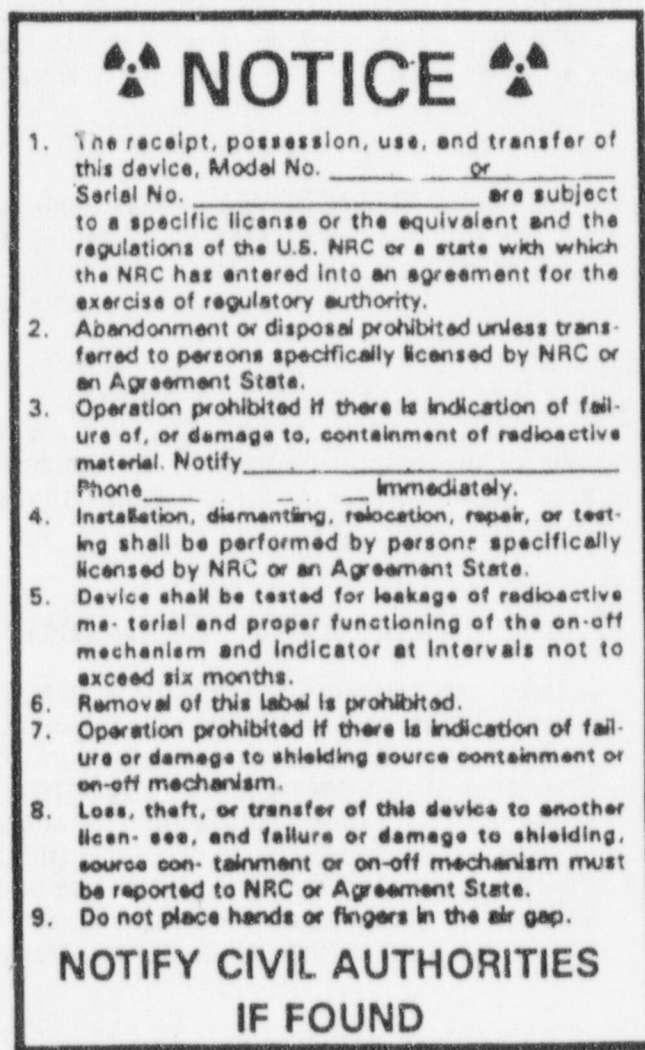 NOTICE
1. The receipt, possession, use, and transfer of
this device, Model No. ______ ___or___ ___
Serial No. __________________ are subject
to a specific license or the equivalent and the
regulations of the U.S. NRC or a state with which
the NRC has entered into an agreement for the
exercise of regulatory authority.
2. Abandonment or disposal prohibited unless trans-
ferred to persons specifically licensed by NRC or
an Agreement State.
3. Operation prohibited if there is indication of fail-
ure of, or damage to, containment of radioactive
material. Notify________________________
Phone____ _ __ Immediately.
4. Installation, dismantling, relocation, repair, or test-
ing shall be performed by persons specifically
licensed by NRC or an Agreement State.
5. Device shall be tested for leakage of radioactive
ma- terial and proper functioning of the on-off
mechanism and indicator at intervals not to
exceed six months.
6. Removal of this label is prohibited.
7. Operation prohibited if there is indication of fail-
ure or damage to shielding source containment or
on-off mechanism.
8. Loss, theft, or transfer of this device to another
licen- see, and failure or damage to shielding,
source con- tainment or on-off mechanism must
be reported to NRC or Agreement State.
9. Do not place hands or fingers in the air gap.
NOTIFY CIVIL AUTHORITIES
IF FOUND